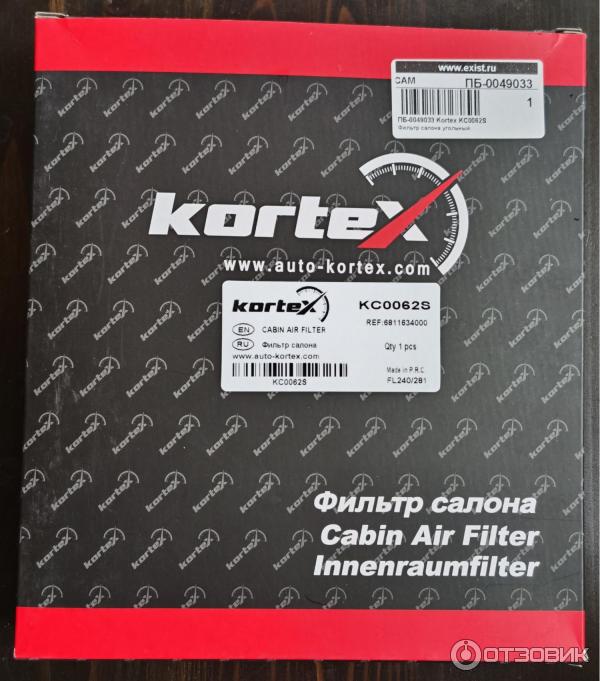 www.exist.ru
САМ ПБ-0049033
1
ПБ-0049033 Kortex KC0062S
Фильтр салона угольный
kortex
www.auto-kortex.com
kortex KC0062S
REF:6811634000
EN CABIN AIR FILTER
RU Фильтр салона Qty 1 pcs
www.auto-kortex.com
Made in P.R.C.
KC0062S FL240/281
Фильтр салона
Cabin Air Filter
Innenraumfilter
ОТЗОВИК